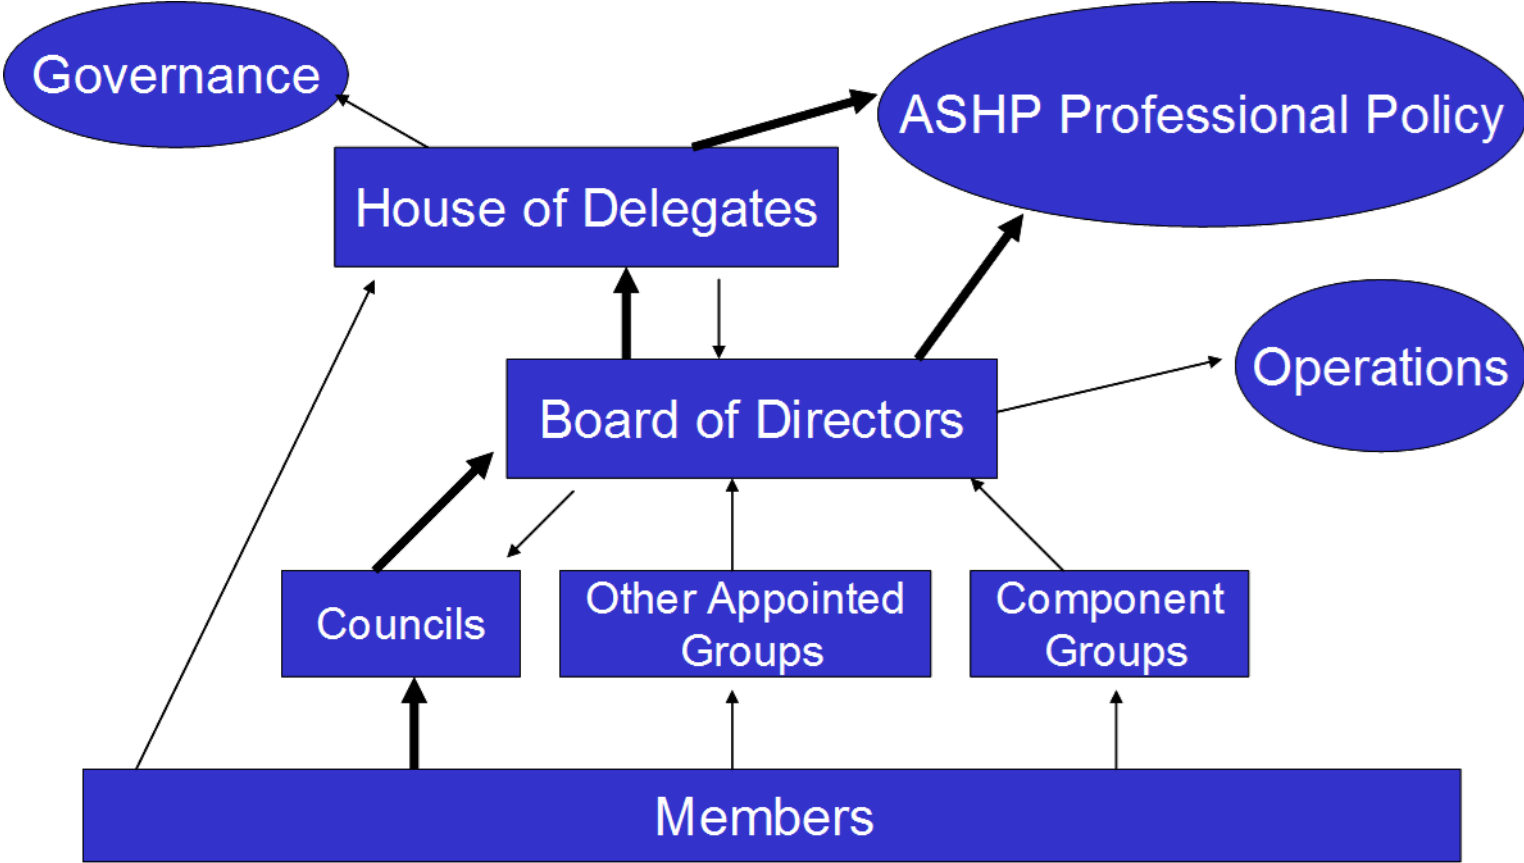 Governance
ASHP Professional Policy
House of Delegates
Operations
Board of Directors
Councils
Other Appointed
Groups
Component
Groups
Members